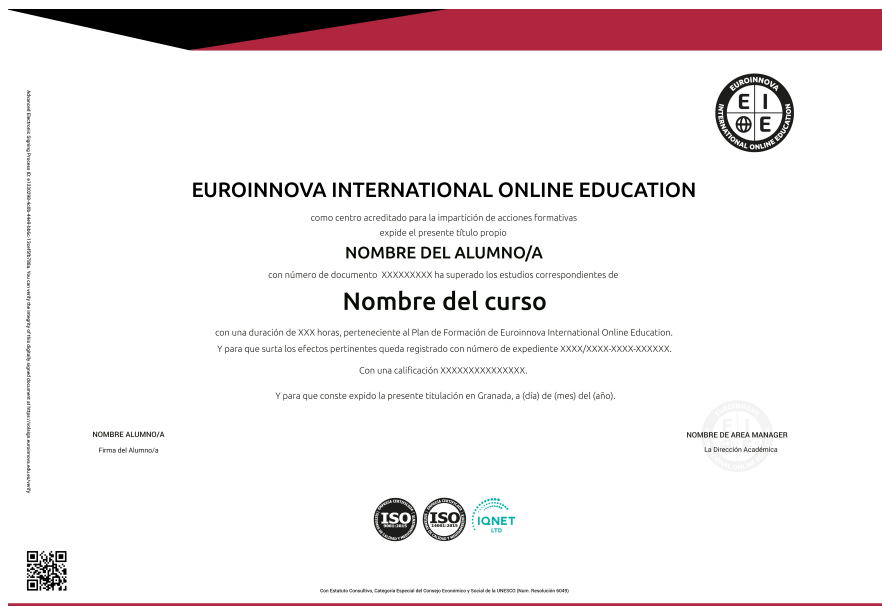 EUROINNOVA
E I
E
INTERNATIONAL ONLINE EDUCATION
EUROINNOVA INTERNATIONAL ONLINE EDUCATION
como centro acreditado para la impartición de acciones formativas
expide el presente título propio
NOMBRE DEL ALUMNO/A
con número de documento XXXXXXXXX ha superado los estudios correspondientes de
Nombre del curso
con una duración de XXX horas, perteneciente al Plan de Formación de Euroinnova International Online Education.
Y para que surta los efectos pertinentes queda registrado con número de expediente XXXX/XXXX-XXXX-XXXXXX.
Con una calificación XXXXXXXXXXXXXXX.
Y para que conste expido la presente titulación en Granada, a (día) de (mes) del (año).
NOMBRE ALUMNO/A
Firma del Alumno/a
NOMBRE DE AREA MANAGER
La Dirección Académica
ISO
9001:2015
ISO
14001:2015
IQNET
LTD
Con Estatuto Consultivo, Categoría Especial del Consejo Económico y Social de la UNESCO (Num. Resolución 6049)